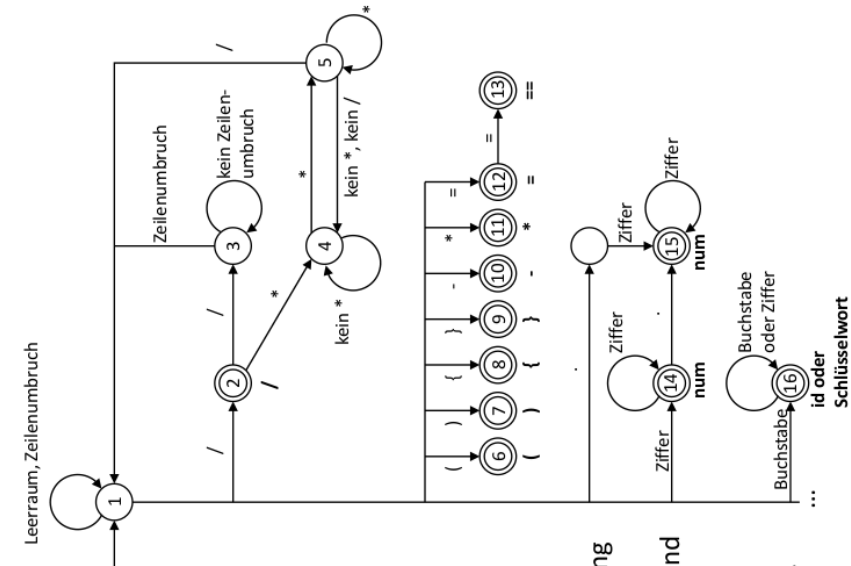 Leerraum, Zeilenumbruch
1
Zeilenumbruch
/
/
/
2
/
3
kein Zeilen-
umbruch
*
*
4
5
*
kein *
kein *, kein /
(
)
{
}
-
*
=
=
6
7
8
9
10
11
12
13
(
)
{
}
-
*
=
==
.
ng
Ziffer
Ziffer
Ziffer
.
Ziffer
nd
14
15
num
num
Buchstabe
Buchstabe
oder Ziffer
16
id oder
Schlüsselwort
...